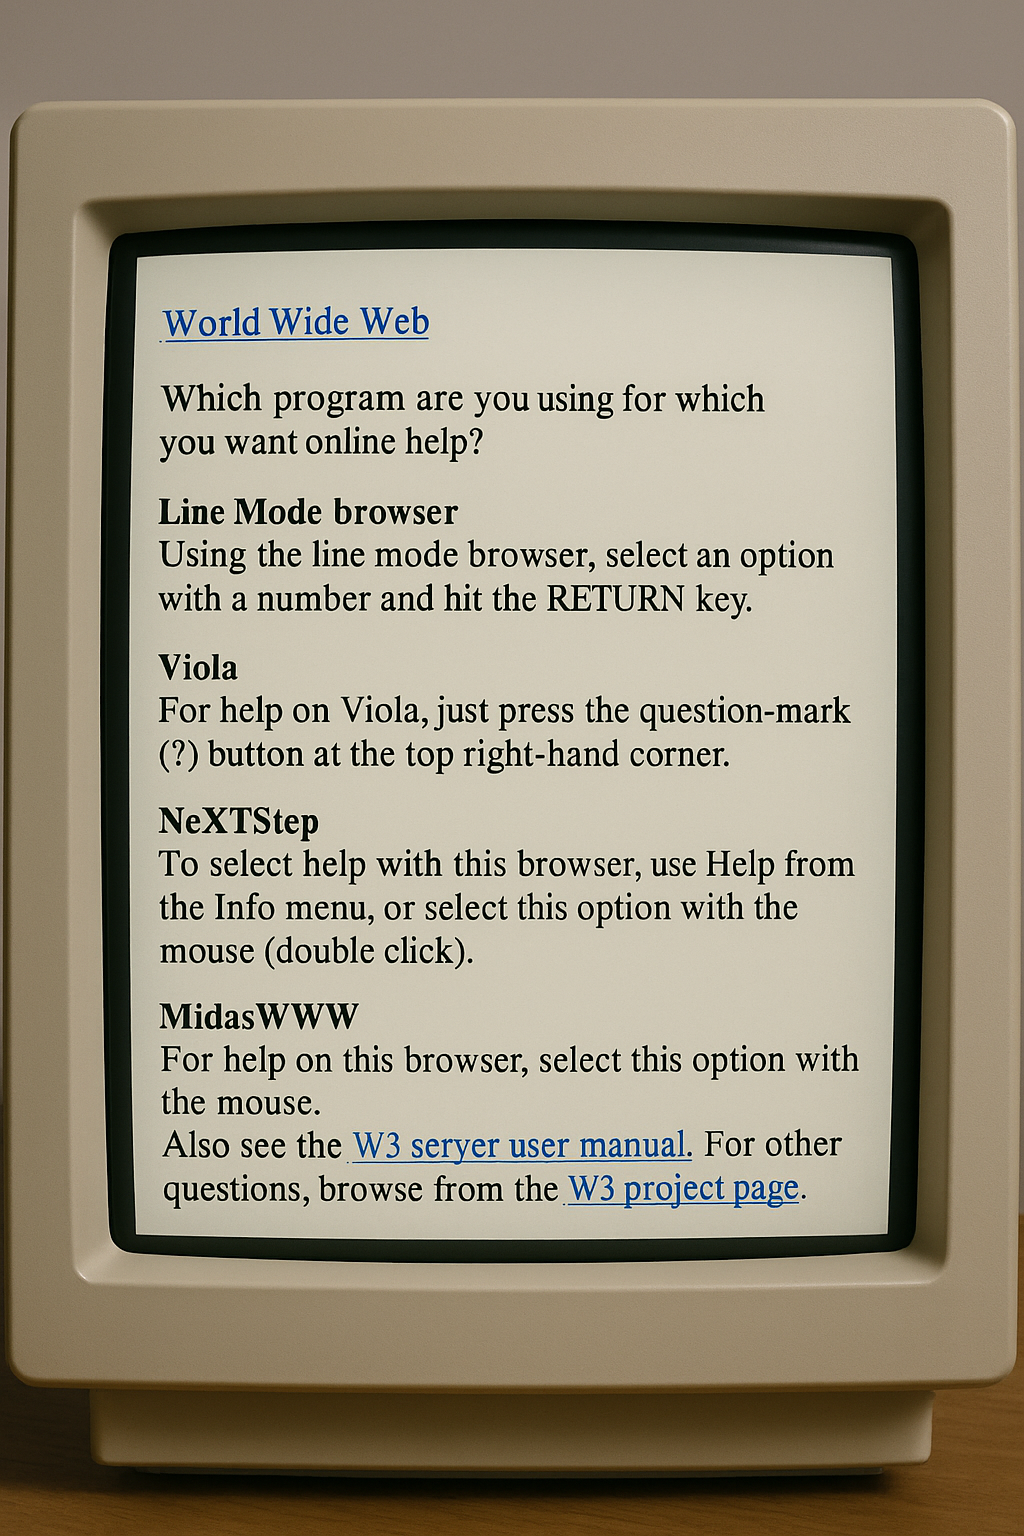 World Wide Web
Which program are you using for which
you want online help?
Line Mode browser
Using the line mode browser, select an option
with a number and hit the RETURN key.
Viola
For help on Viola, just press the question-mark
(?) button at the top right-hand corner.
NeXTStep
To select help with this browser, use Help from
the Info menu, or select this option with the
mouse (double click).
MidasWWW
For help on this browser, select this option with
the mouse.
Also see the W3 seryer user manual. For other
questions, browse from the W3 project page.